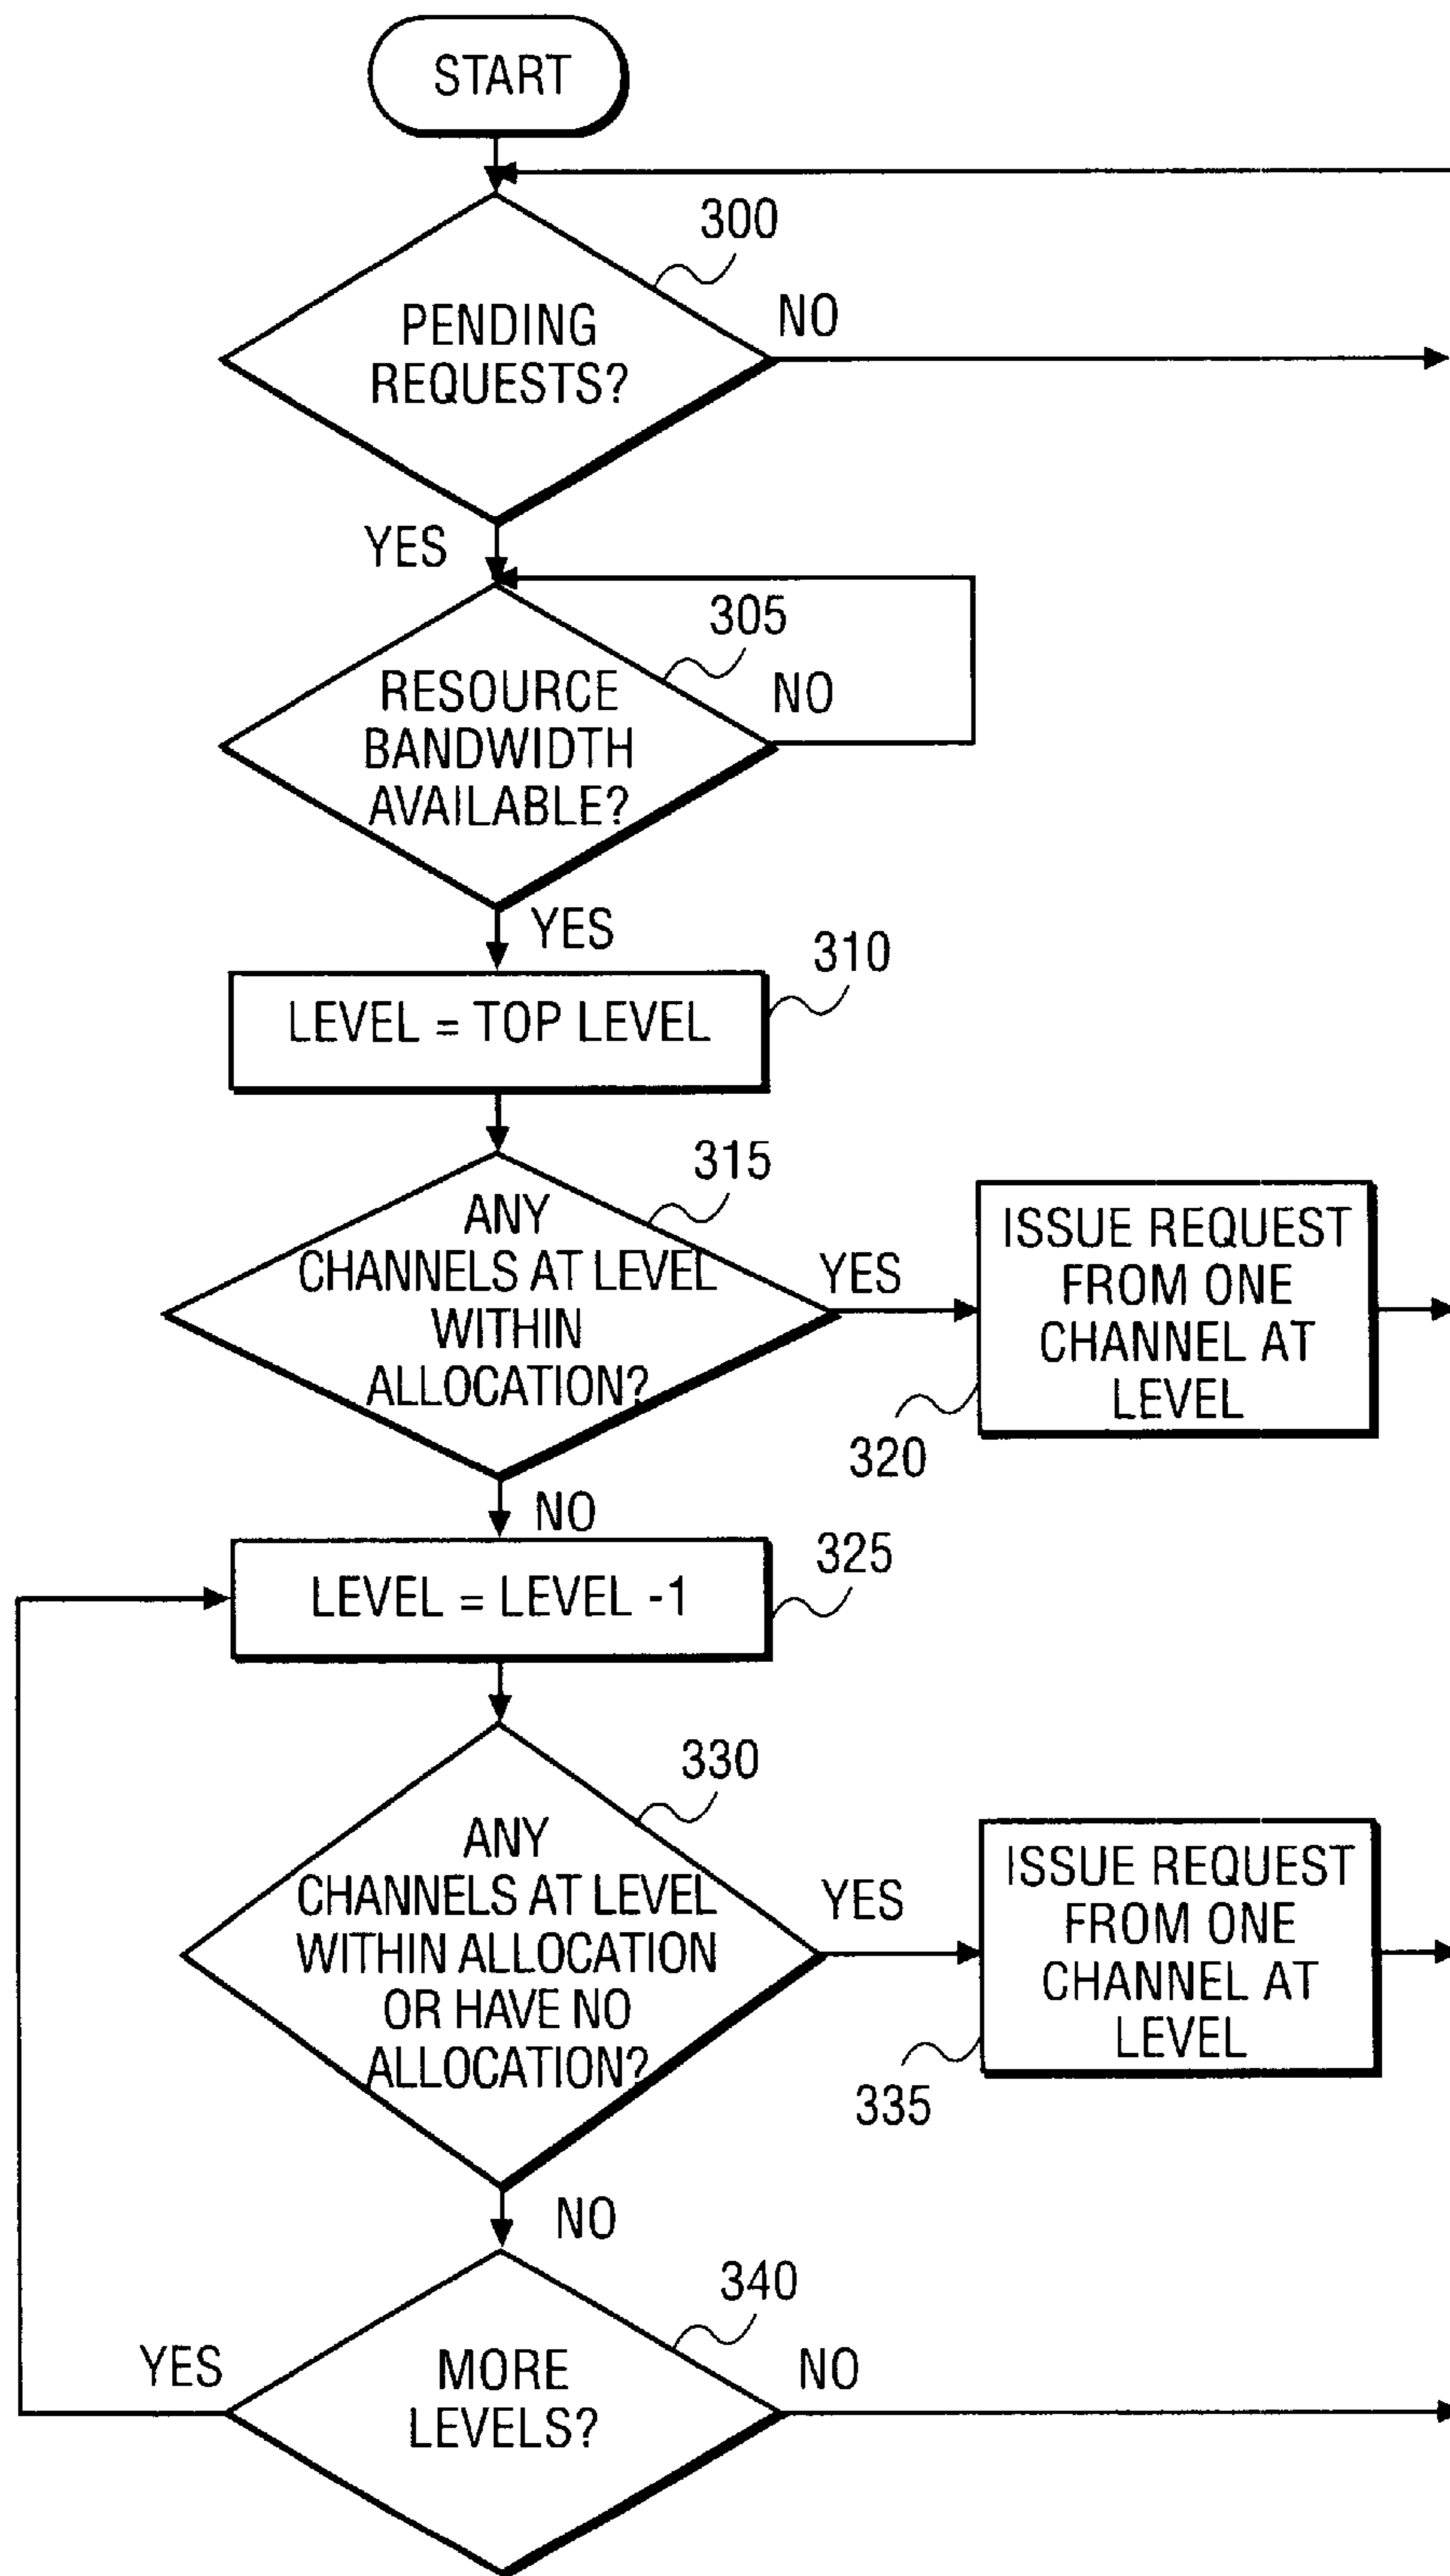 START
300
PENDING
REQUESTS?
NO
YES
305
RESOURCE
BANDWIDTH
AVAILABLE?
NO
YES
310
LEVEL = TOP LEVEL
315
ANY
CHANNELS AT LEVEL
WITHIN
ALLOCATION?
YES
ISSUE REQUEST
FROM ONE
CHANNEL AT
LEVEL
320
NO
325
LEVEL = LEVEL -1
330
ANY
CHANNELS AT LEVEL
WITHIN ALLOCATION
OR HAVE NO
ALLOCATION?
YES
ISSUE REQUEST
FROM ONE
CHANNEL AT
LEVEL
335
NO
340
YES
MORE
LEVELS?
NO